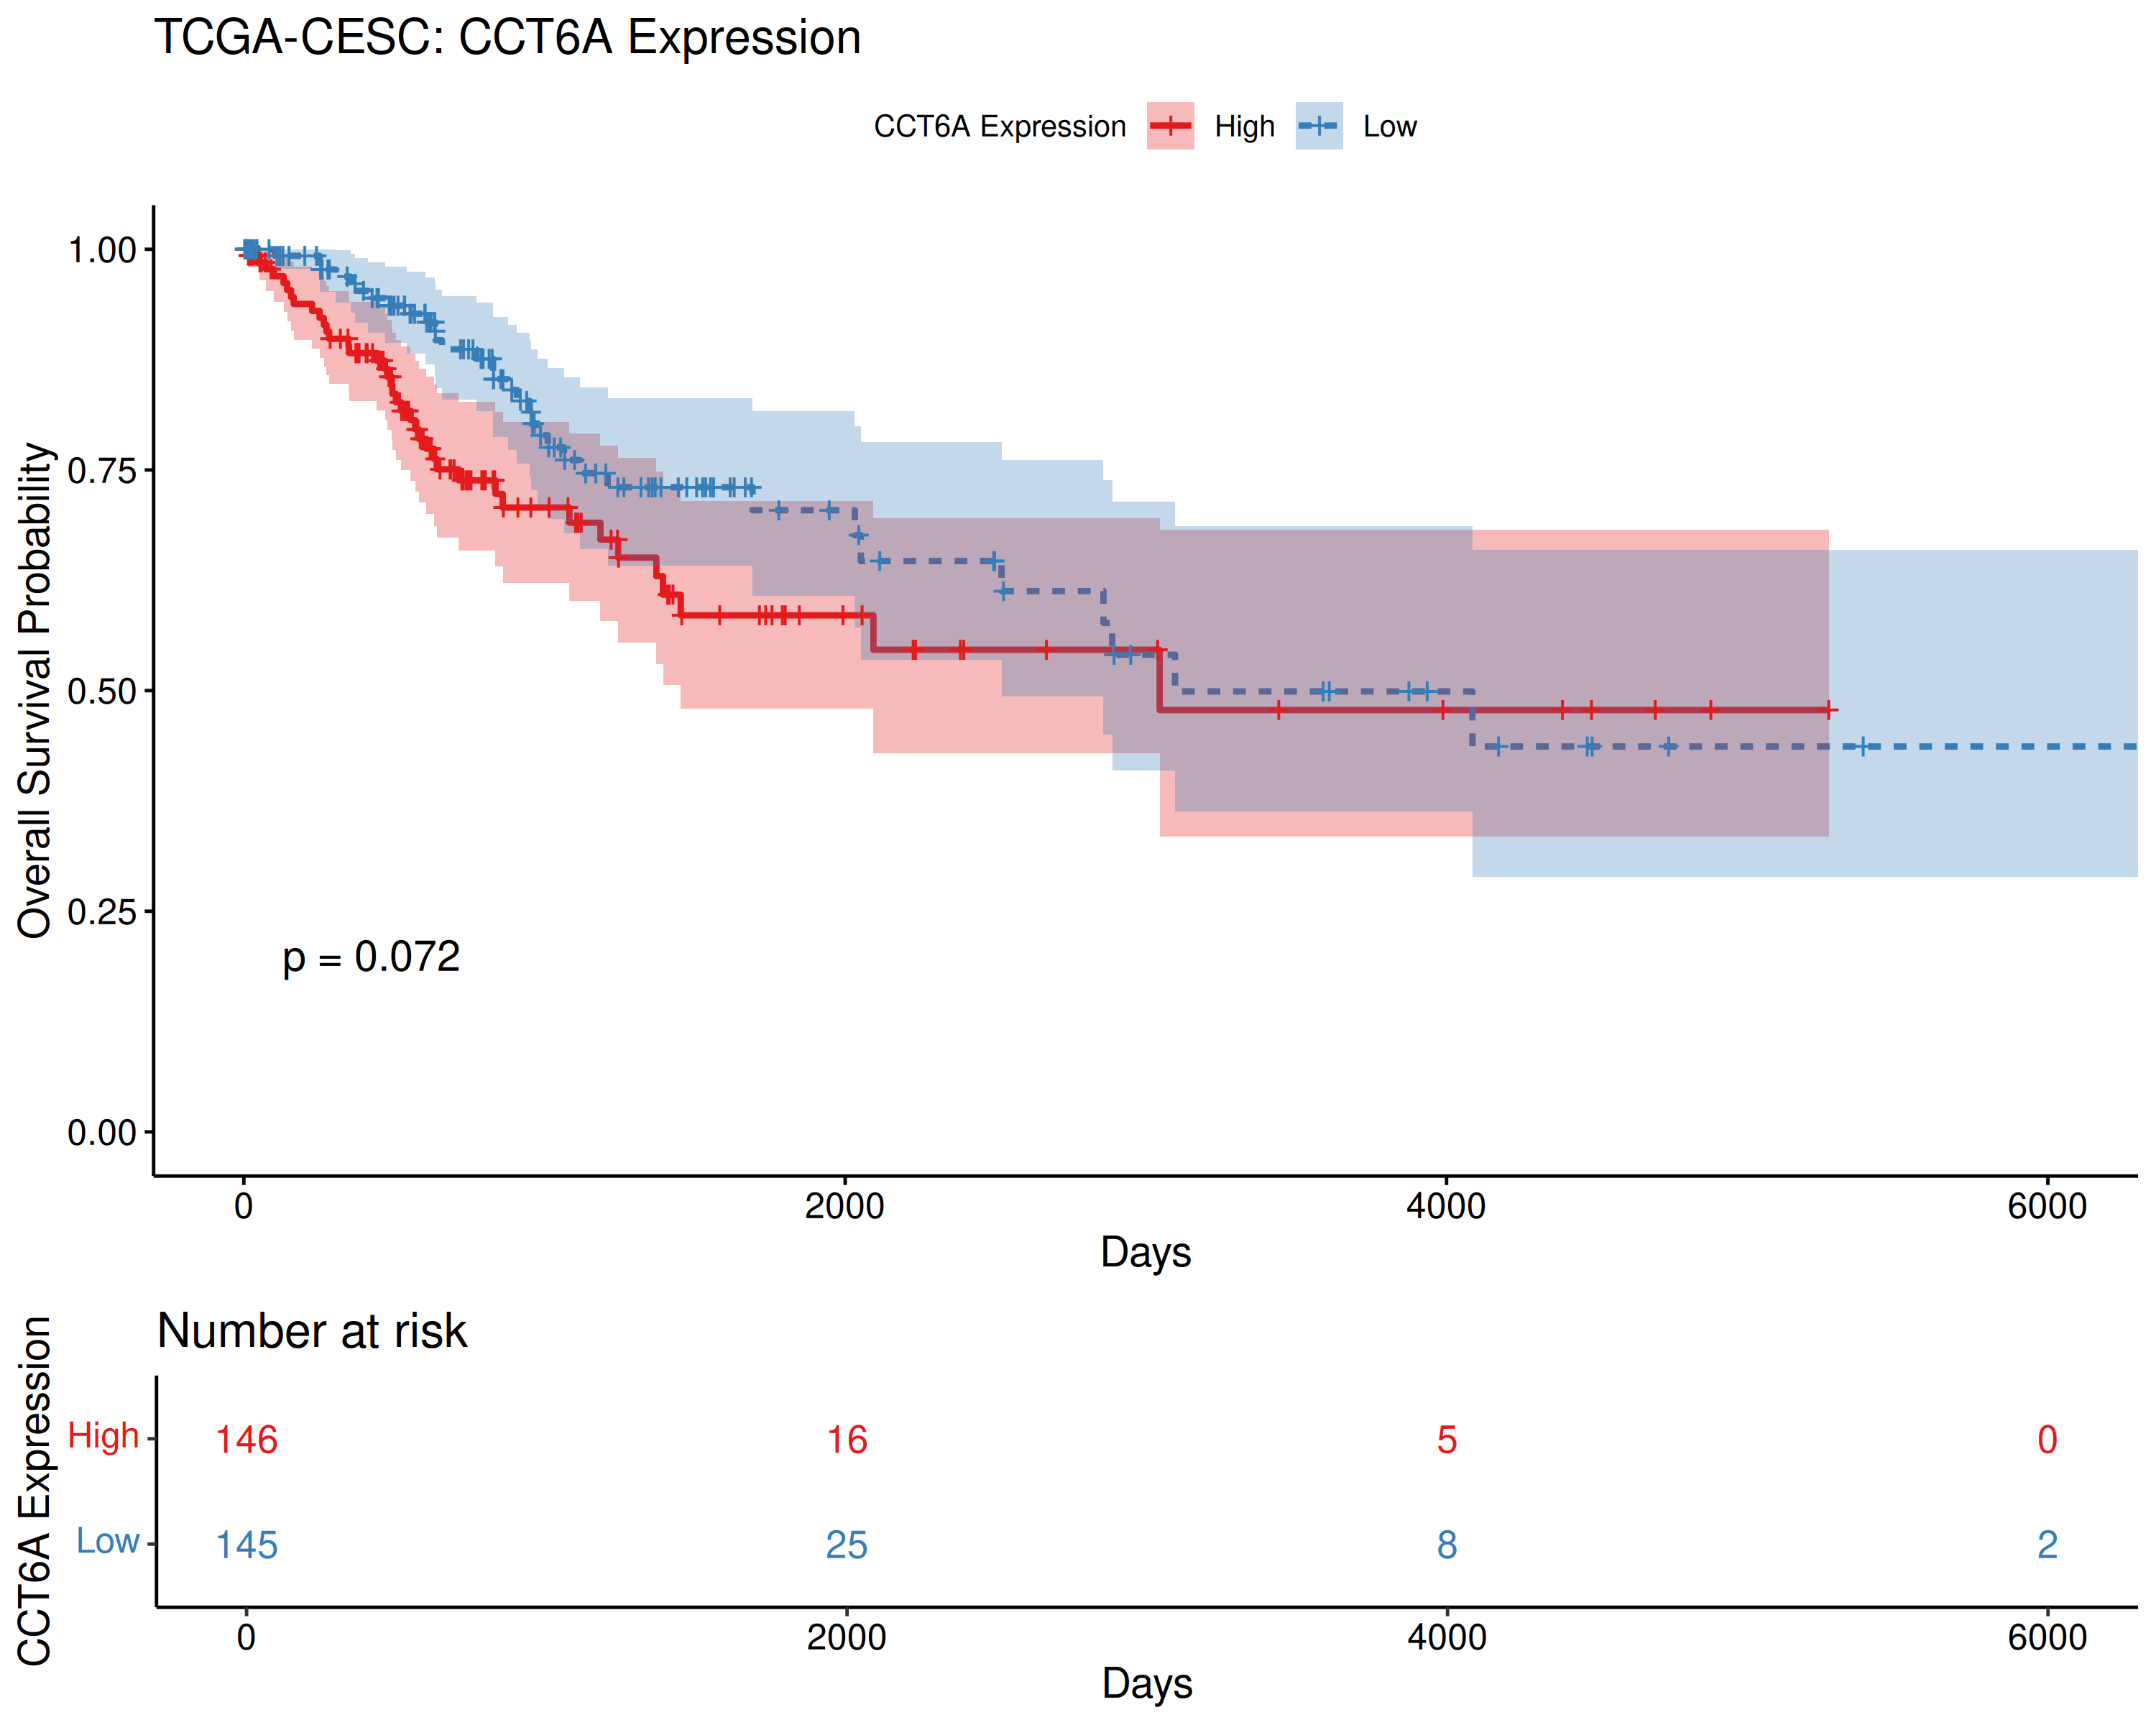 TCGA-CESC: CCT6A Expression
CCT6A Expression High Low
Overall Survival Probability
1.00
0.75
0.50
0.25
0.00
p = 0.072
0 2000 4000 6000
Days
Number at risk
CCT6A Expression
High 146 16 5 0
Low 145 25 8 2
0 2000 4000 6000
Days